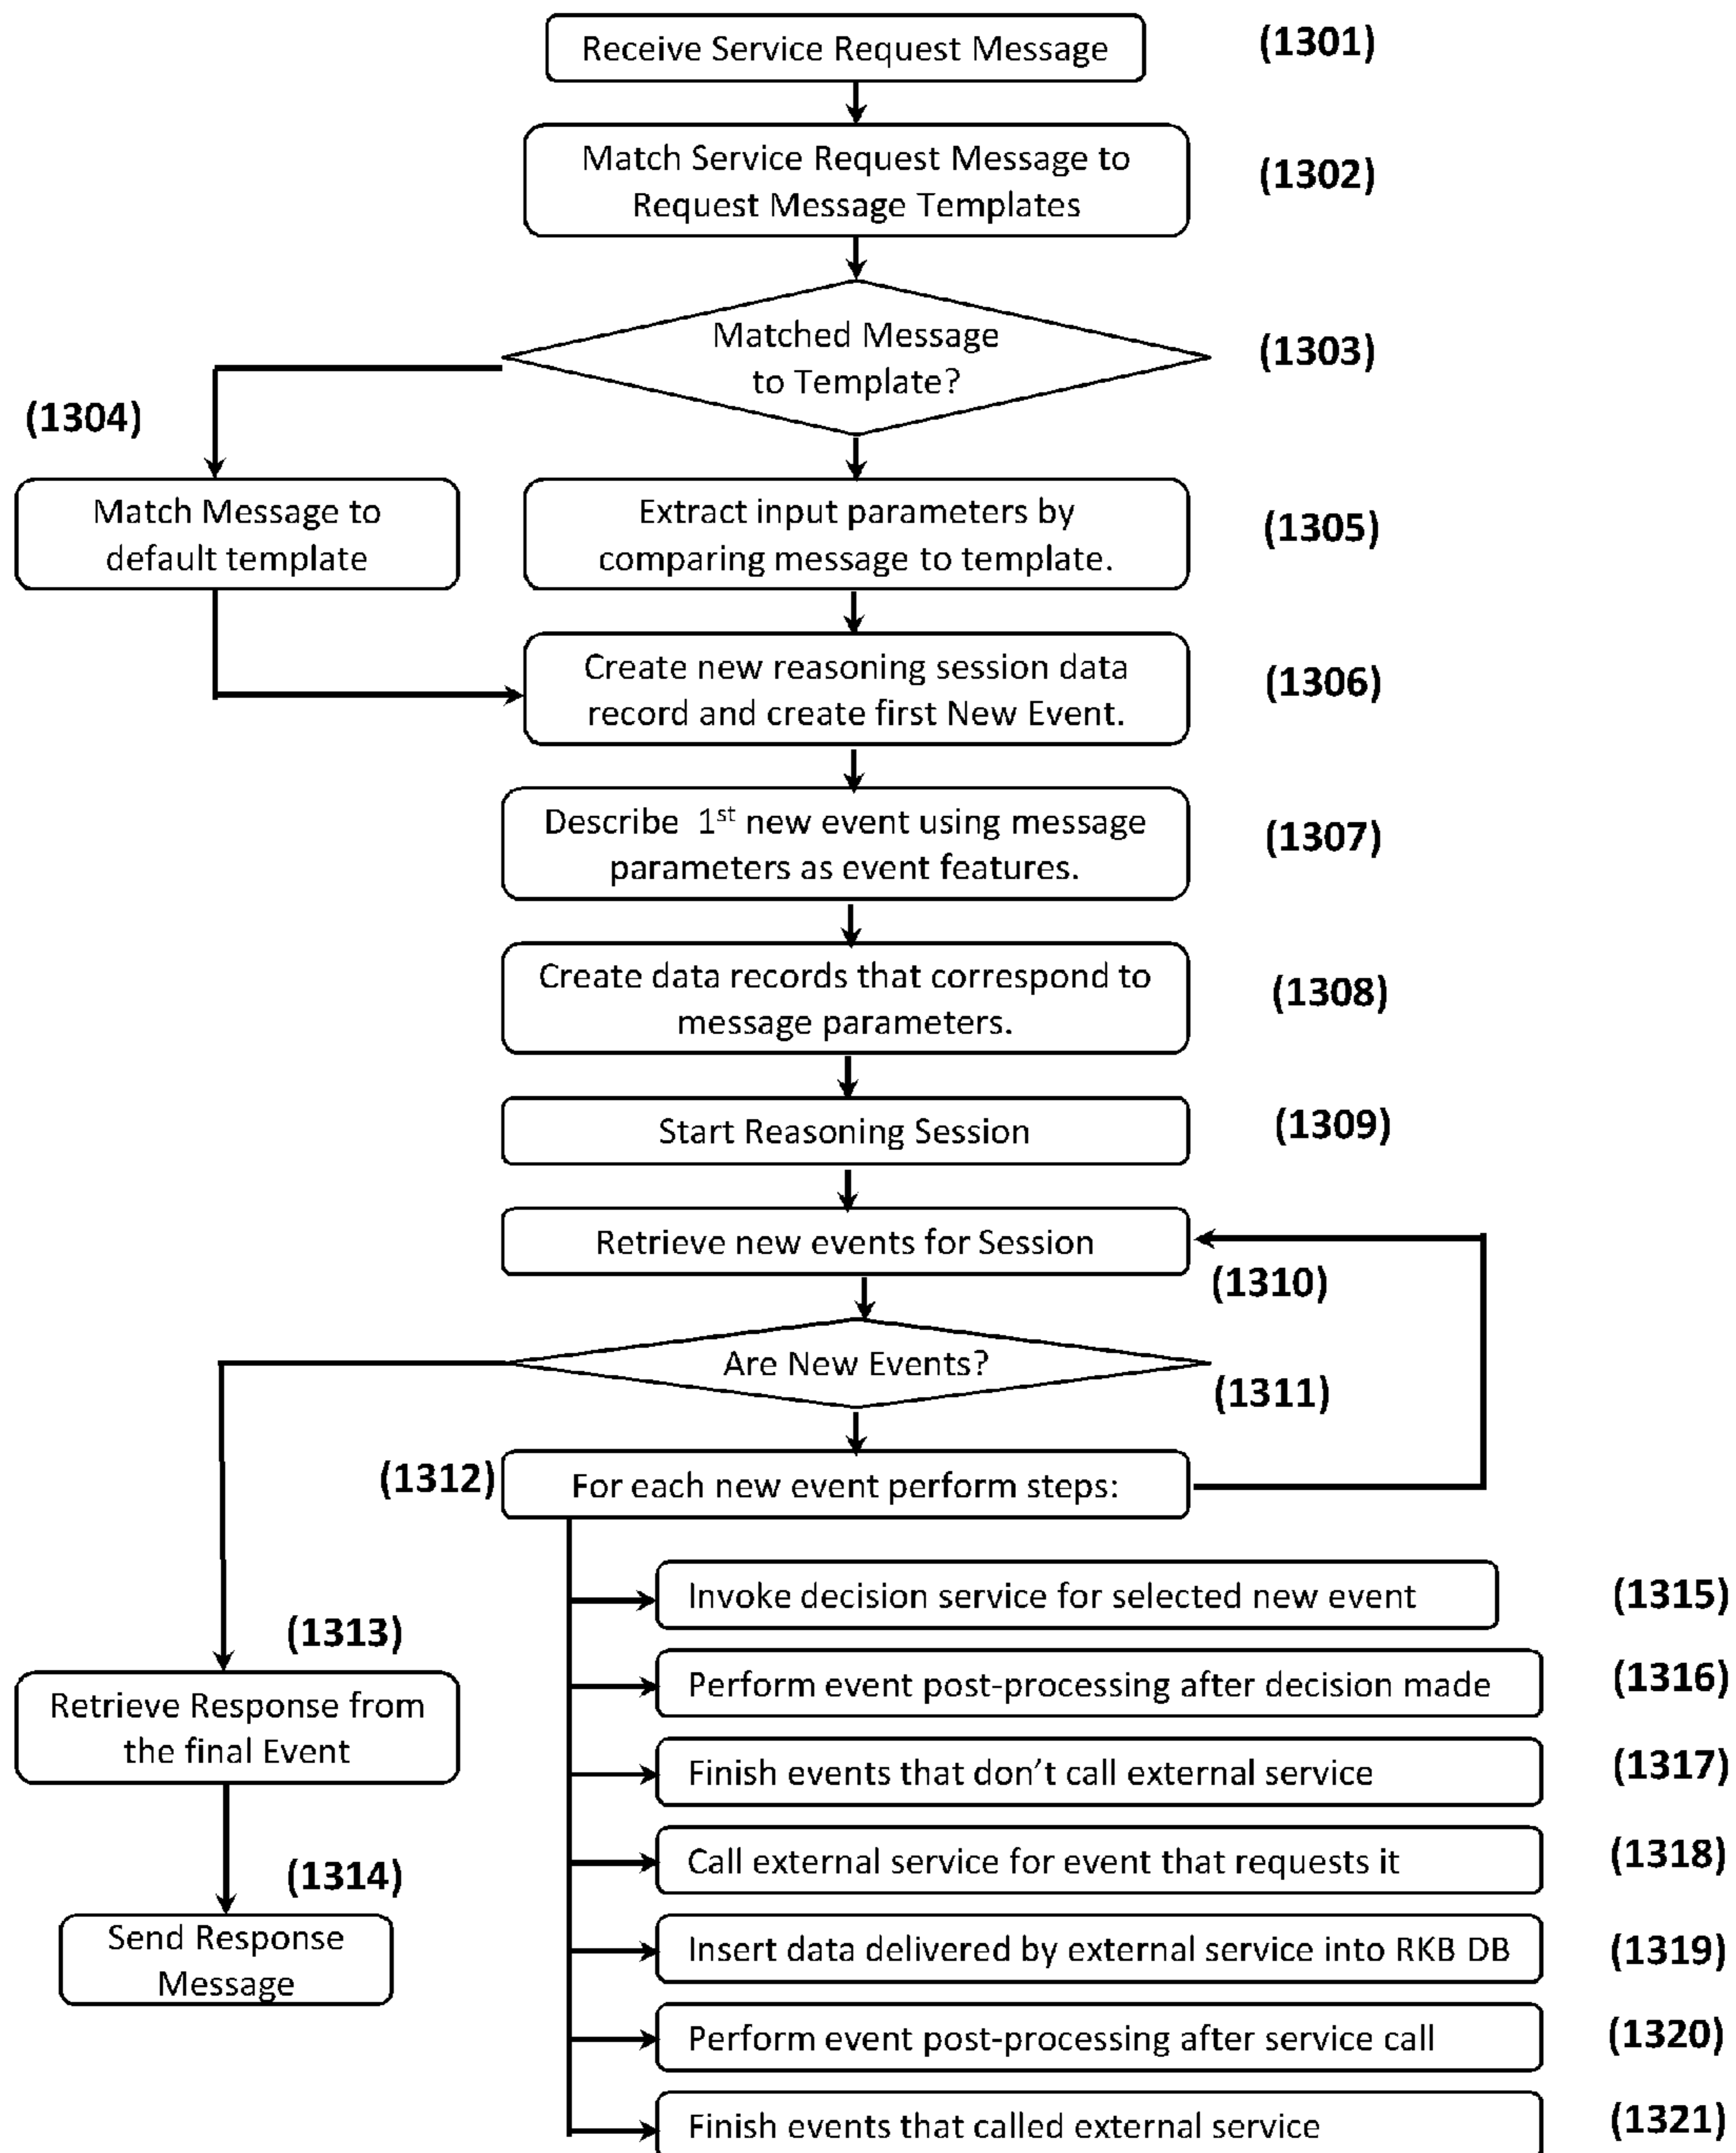 Receive Service Request Message
(1301)
Match Service Request Message to
Request Message Templates
(1302)
Matched Message
to Template?
(1303)
(1304)
Match Message to
default template
Extract input parameters by
comparing message to template.
(1305)
Create new reasoning session data
record and create first New Event.
(1306)
Describe 1st new event using message
parameters as event features.
(1307)
Create data records that correspond to
message parameters.
(1308)
Start Reasoning Session
(1309)
Retrieve new events for Session
(1310)
Are New Events?
(1311)
(1312)
For each new event perform steps:
Invoke decision service for selected new event
(1315)
(1313)
Retrieve Response from
the final Event
Perform event post-processing after decision made
(1316)
Finish events that don't call external service
(1317)
Call external service for event that requests it
(1318)
(1314)
Send Response
Message
Insert data delivered by external service into RKB DB
(1319)
Perform event post-processing after service call
(1320)
Finish events that called external service
(1321)